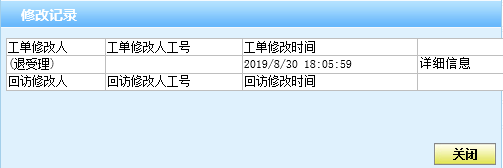 修改记录
工单修改人 工单修改人工号 工单修改时间
(退受理) 2019/8/30 18:05:59 详细信息
回访修改人 回访修改人工号 回访修改时间
关闭